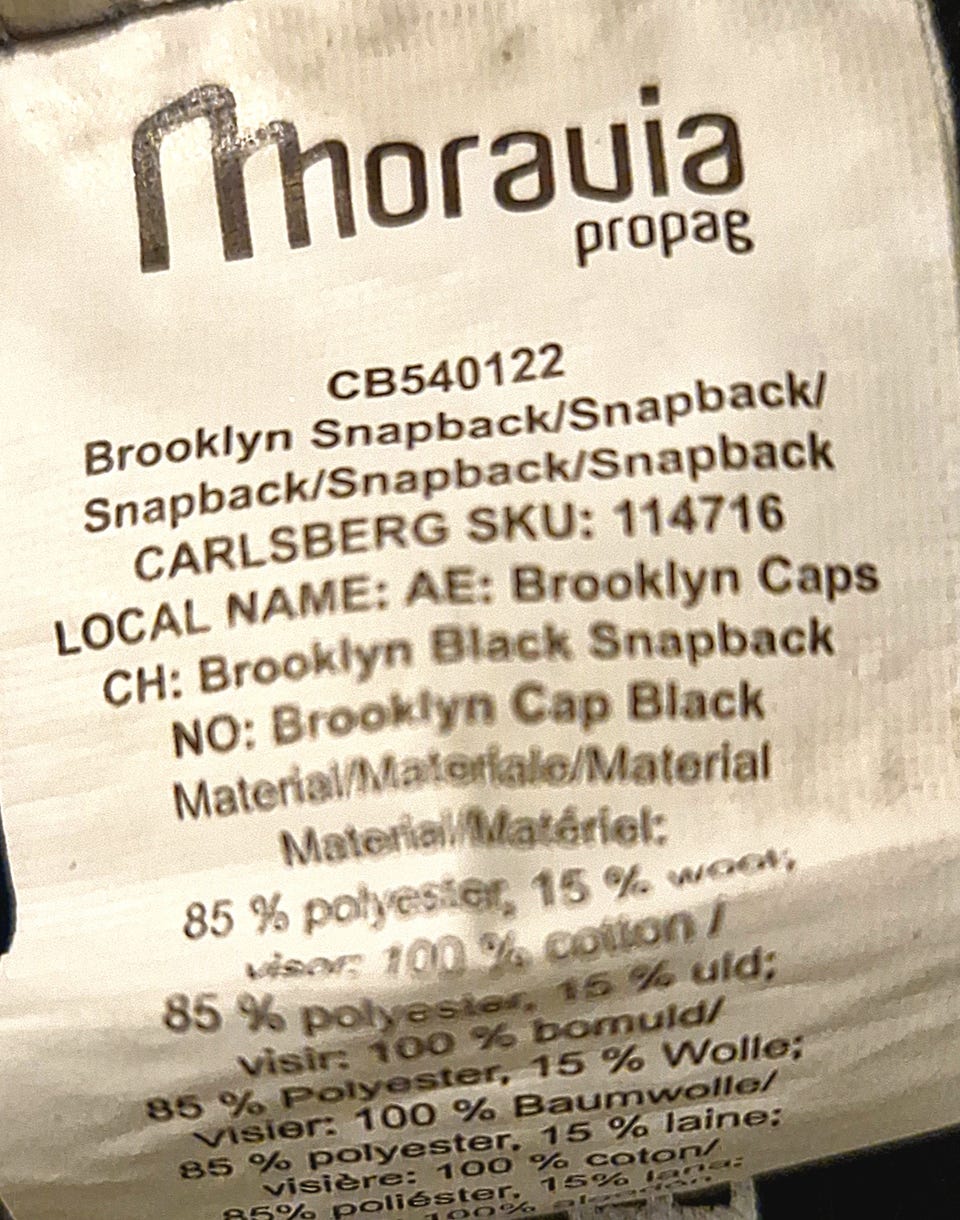 moravia
propag
CB540122
Brooklyn Snapback/Snapback/
Snapback/Snapback/Snapback
CARLSBERG SKU: 114716
LOCAL NAME: AE: Brooklyn Caps
CH: Brooklyn Black Snapback
NO: Brooklyn Cap Black
Material/Materiale/Material
Material/Matériel:
85 % polyester, 15 % wool;
visor: 100 % cotton /
85 % polyester, 15 % uld;
visir: 100 % bomuld/
85 % Polyester, 15 % Wolle;
Visier: 100 % Baumwolle/
85 % polyester, 15 % laine;
visière: 100 % coton/
85% poliéster, 15% lana;
100% algodón